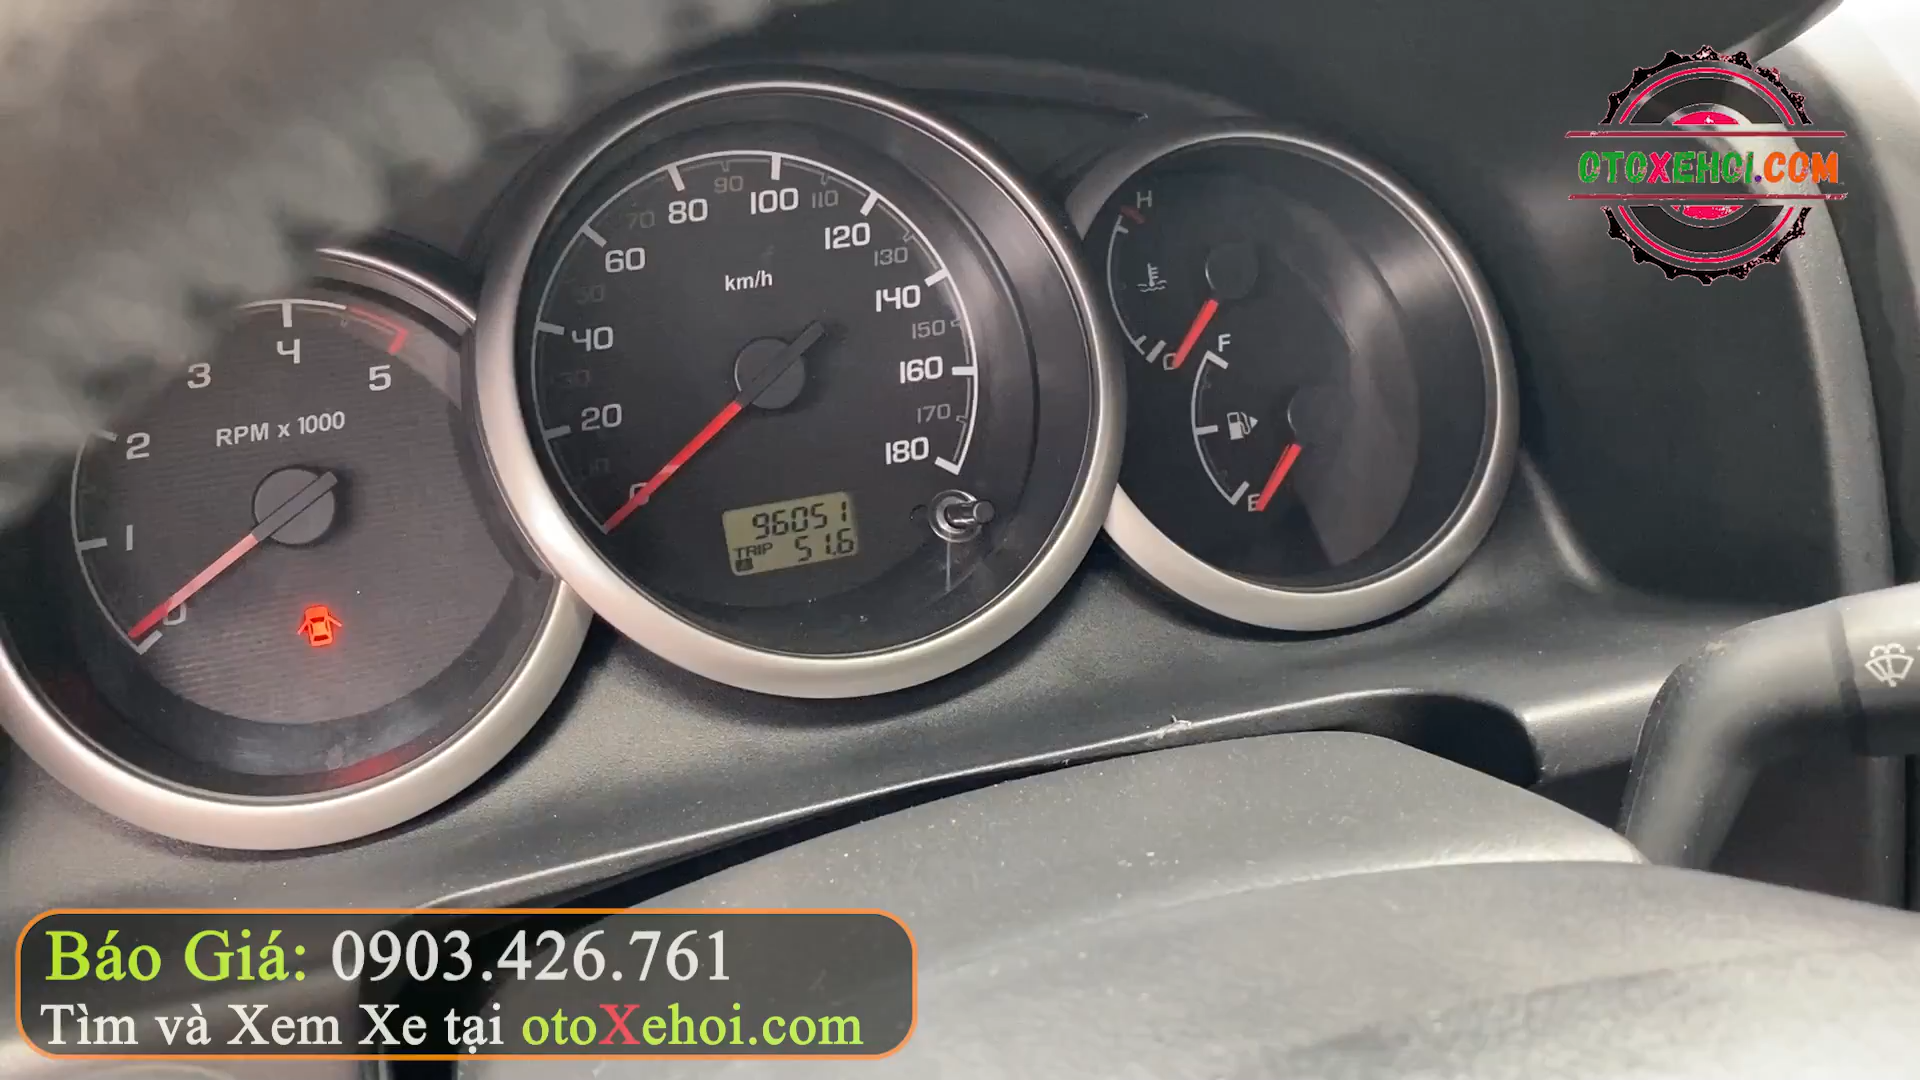 OTOXEHOI.COM
0
1
2
3
4
5
RPM x 1000
0
20
40
60
70
80
90
100
110
120
130
140
150
160
170
180
km/h
96051
TRIP 51.6
H
C
F
E
Báo Giá: 0903.426.761
Tìm và Xem Xe tại otoXehoi.com